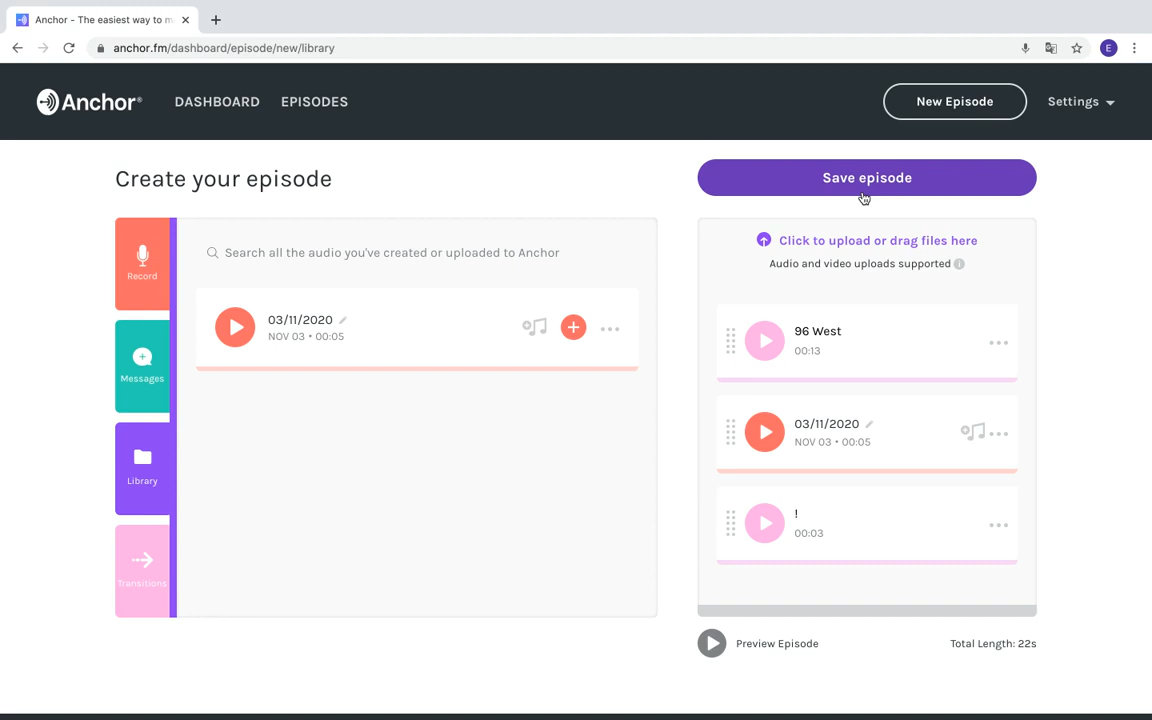 Anchor - The easiest way to m
anchor.fm/dashboard/episode/new/library
E
Anchor®
DASHBOARD
EPISODES
New Episode
Settings
Create your episode
Save episode
Record
Messages
Library
Transitions
Search all the audio you've created or uploaded to Anchor
03/11/2020
NOV 03 • 00:05
Click to upload or drag files here
Audio and video uploads supported
96 West
00:13
03/11/2020
NOV 03 • 00:05
!
00:03
Preview Episode
Total Length: 22s